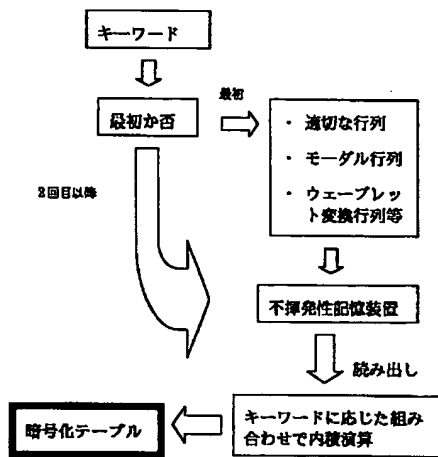 キーワード
最初か否
最初
・ 適切な行列
・ モーダル行列
・ ウェーブレッ
ト変換行列等
2回目以降
不揮発性記憶装置
読み出し
キーワードに応じた組み
合わせで内積演算
暗号化テーブル